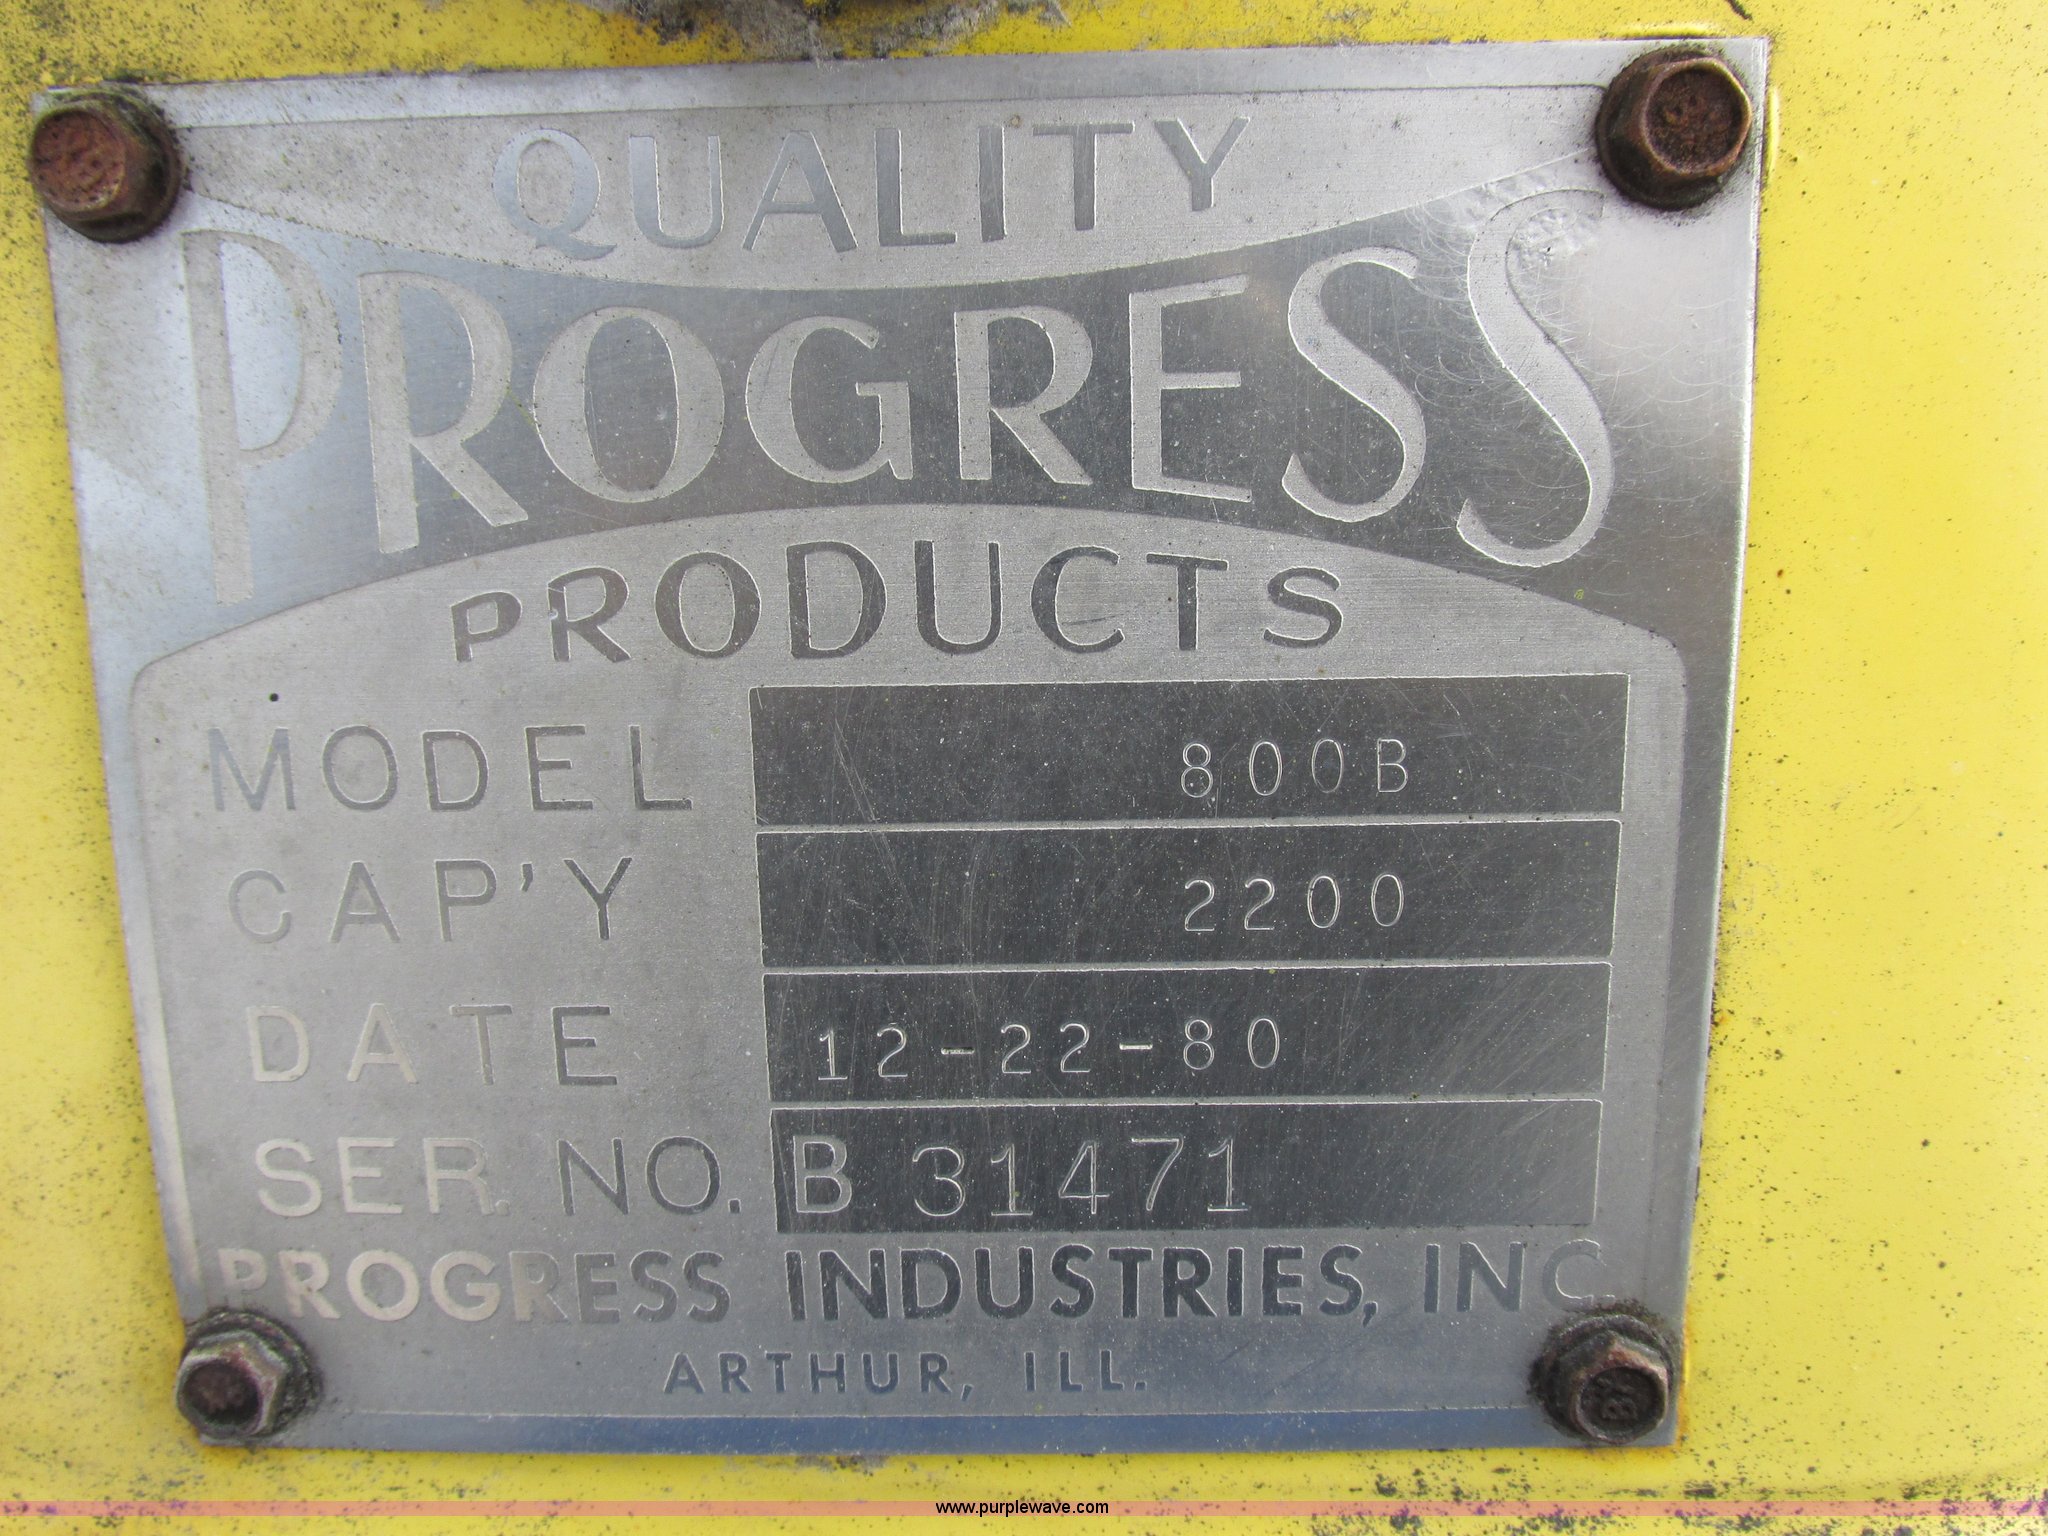 QUALITY
PROGRESS
PRODUCTS
MODEL 800B
CAP'Y 2200
DATE 12-22-80
SER. NO. B 31471
PROGRESS INDUSTRIES, INC.
ARTHUR, ILL.
www.purplewave.com